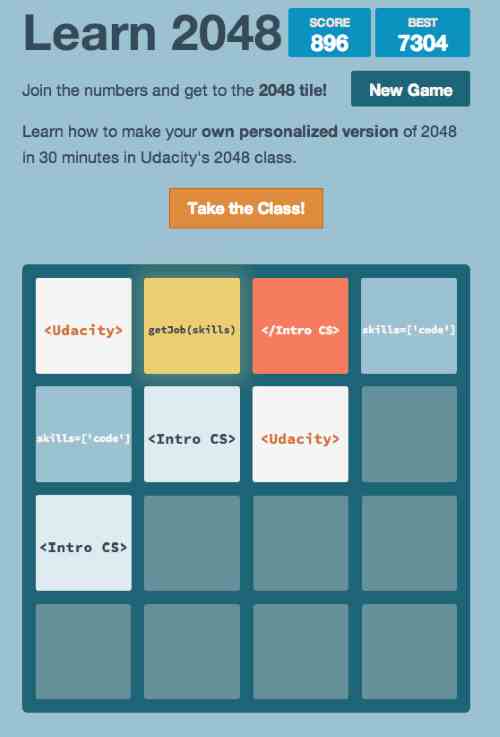 Learn 2048
SCORE
896
BEST
7304
Join the numbers and get to the 2048 tile!
New Game
Learn how to make your own personalized version of 2048
in 30 minutes in Udacity's 2048 class.
Take the Class!
<Udacity>
getJob(skills)
</Intro CS>
skills=['code']
skills=['code']
<Intro CS>
<Udacity>
<Intro CS>